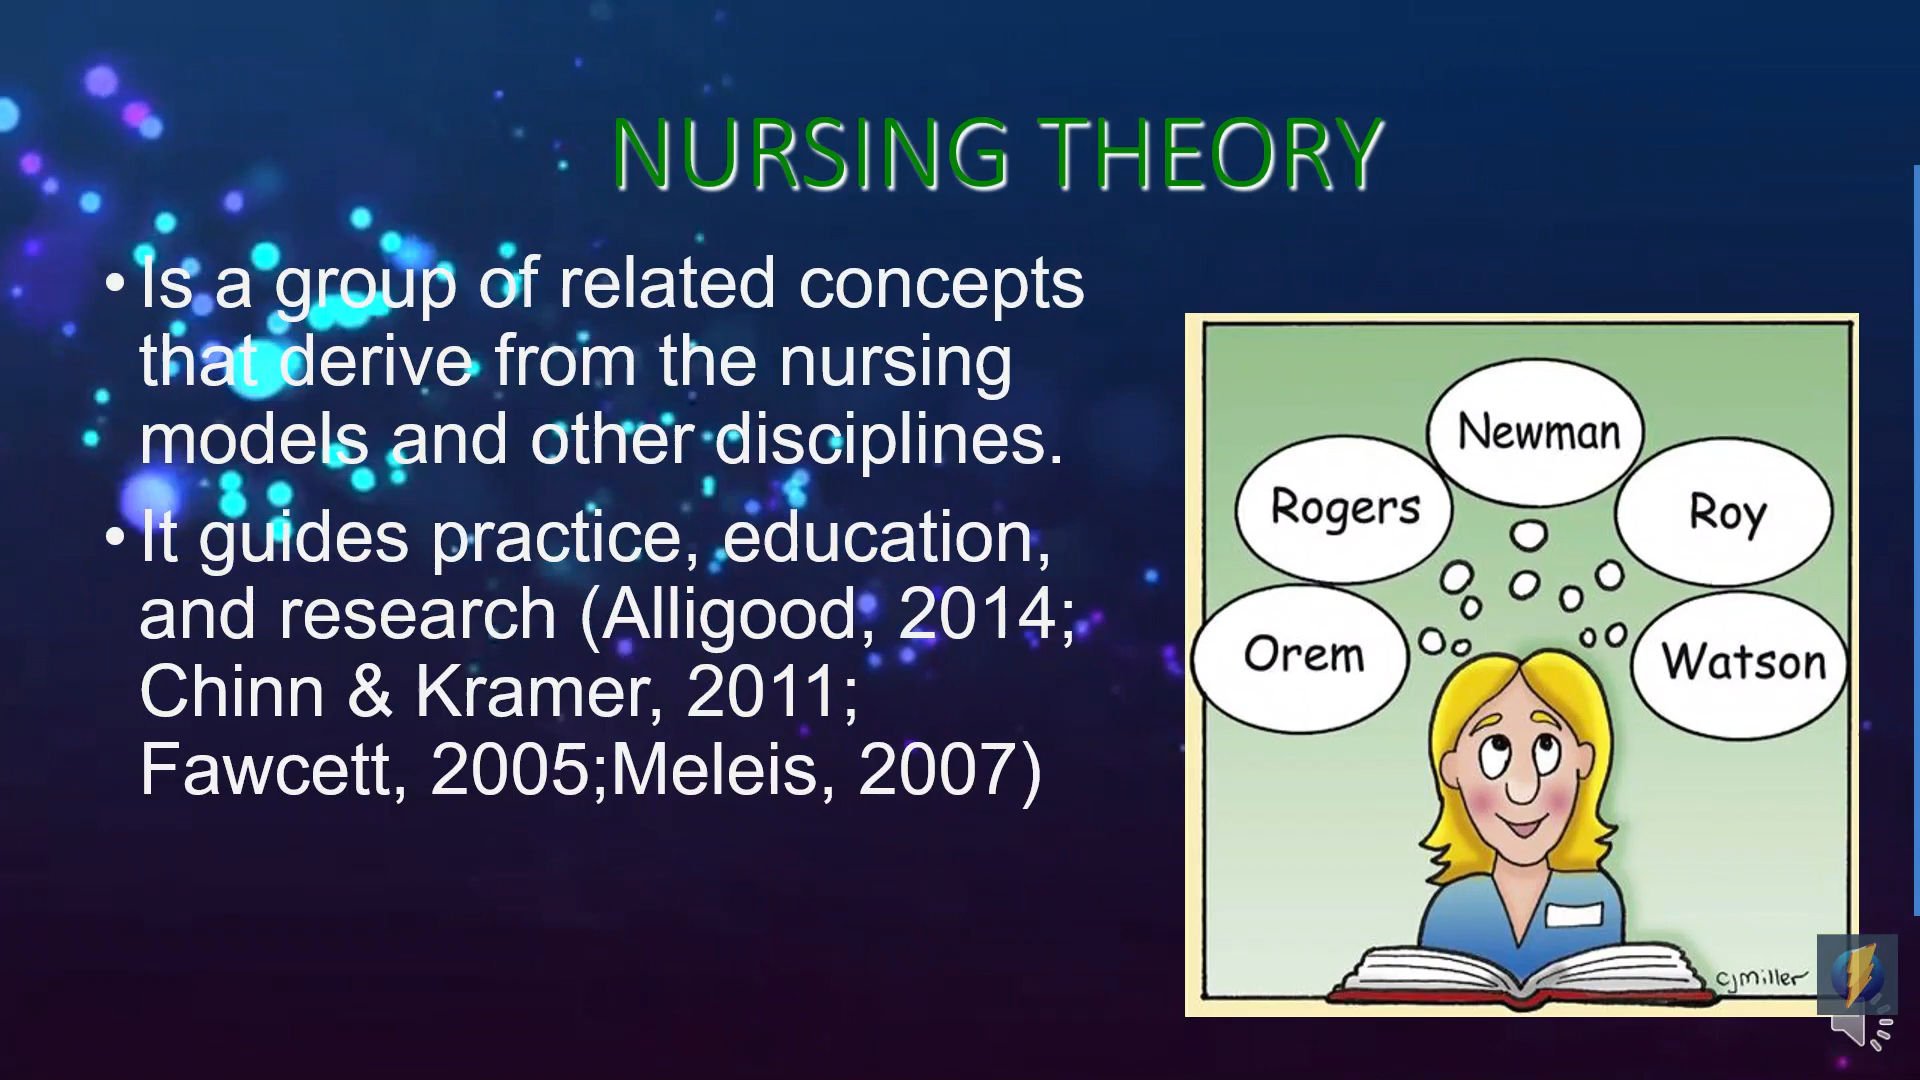 NURSING THEORY
• Is a group of related concepts
that derive from the nursing
models and other disciplines.
• It guides practice, education,
and research (Alligood, 2014;
Chinn & Kramer, 2011;
Fawcett, 2005;Meleis, 2007)
Newman
Rogers
Roy
Orem
Watson
CJMiller